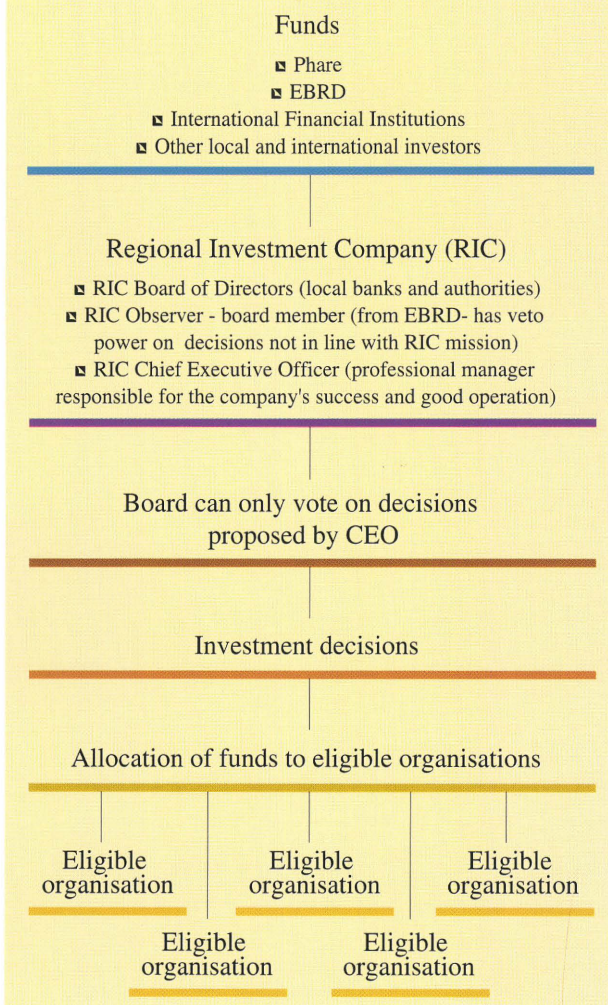 Funds
Phare
EBRD
International Financial Institutions
Other local and international investors
Regional Investment Company (RIC)
RIC Board of Directors (local banks and authorities)
RIC Observer - board member (from EBRD- has veto
power on decisions not in line with RIC mission)
RIC Chief Executive Officer (professional manager
responsible for the company's success and good operation)
Board can only vote on decisions
proposed by CEO
Investment decisions
Allocation of funds to eligible organisations
Eligible
organisation
Eligible
organisation
Eligible
organisation
Eligible
organisation
Eligible
organisation